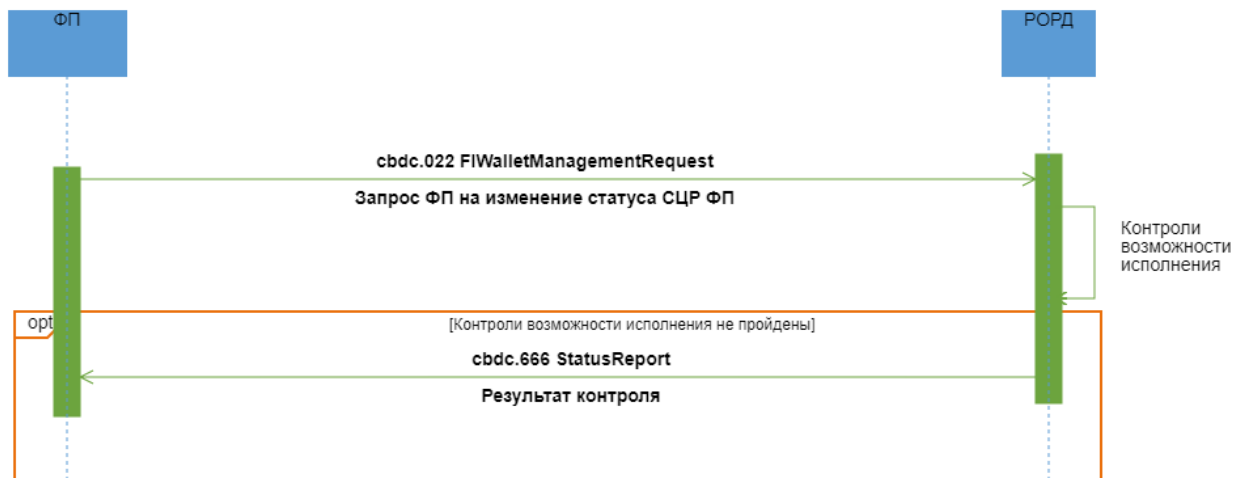 ФП
РОРД
cbdc.022 FIWalletManagementRequest
Запрос ФП на изменение статуса СЦР ФП
Контроли
возможности
исполнения
opt
[Контроли возможности исполнения не пройдены]
cbdc.666 StatusReport
Результат контроля